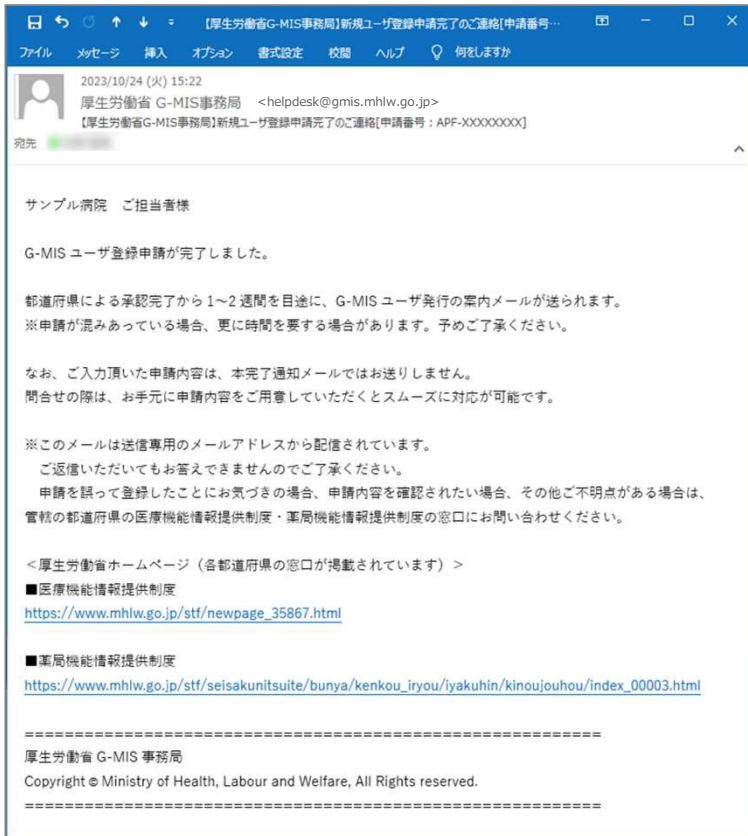 【厚生労働省G-MIS事務局】新規ユーザ登録申請完了のご連絡[申請番号…
ファイル メッセージ 挿入 オプション 書式設定 校閲 ヘルプ 何をしますか
2023/10/24 (火) 15:22
厚生労働省 G-MIS事務局 <helpdesk@gmis.mhlw.go.jp>
【厚生労働省G-MIS事務局】新規ユーザ登録申請完了のご連絡[申請番号：APF-XXXXXXXX]
宛先
サンプル病院　ご担当者様
G-MIS ユーザ登録申請が完了しました。
都道府県による承認完了から 1～2 週間を目途に、G-MIS ユーザ発行の案内メールが送られます。
※申請が混みあっている場合、更に時間を要する場合があります。予めご了承ください。
なお、ご入力頂いた申請内容は、本完了通知メールではお送りしません。
問合せの際は、お手元に申請内容をご用意していただくとスムーズに対応が可能です。
※このメールは送信専用のメールアドレスから配信されています。
ご返信いただいてもお答えできませんのでご了承ください。
申請を誤って登録したことにお気づきの場合、申請内容を確認されたい場合、その他ご不明点がある場合は、
管轄の都道府県の医療機能情報提供制度・薬局機能情報提供制度の窓口にお問い合わせください。
＜厚生労働省ホームページ（各都道府県の窓口が掲載されています）＞
■医療機能情報提供制度
https://www.mhlw.go.jp/stf/newpage_35867.html
■薬局機能情報提供制度
https://www.mhlw.go.jp/stf/seisakunitsuite/bunya/kenkou_iryou/iyakuhin/kinoujouhou/index_00003.html
==========================================================
厚生労働省 G-MIS 事務局
Copyright © Ministry of Health, Labour and Welfare, All Rights reserved.
==========================================================